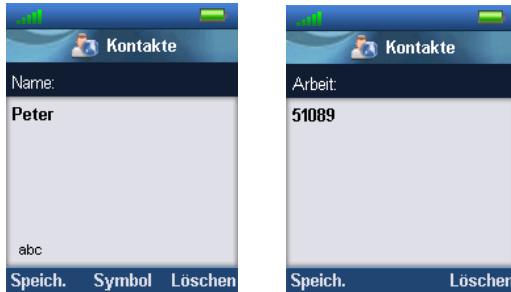 Kontakte
Name:
Peter
abc
Speich. Symbol Löschen
Kontakte
Arbeit:
51089
Speich. Löschen